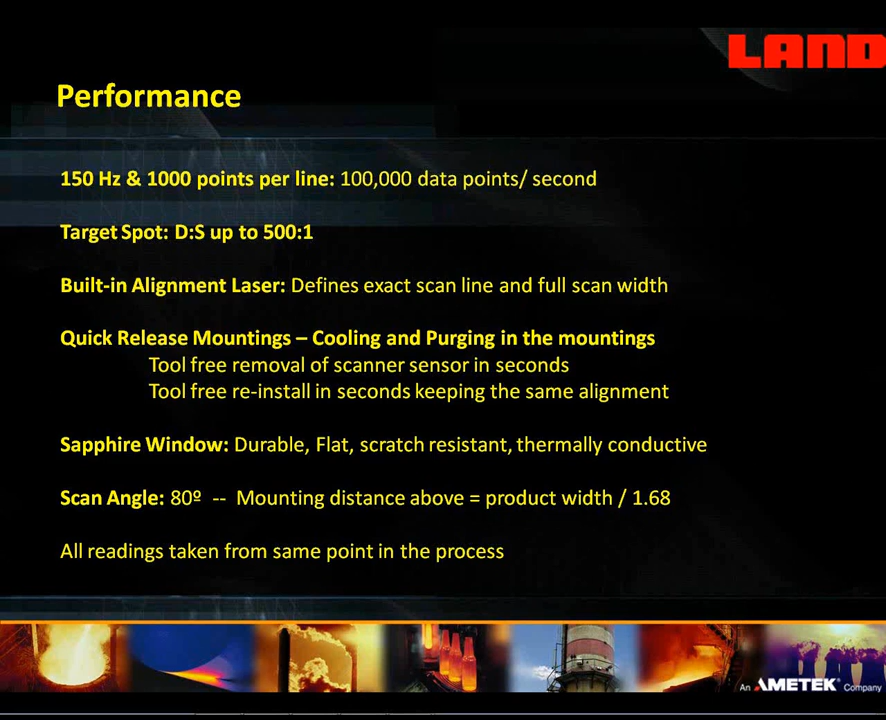 LAND
Performance
150 Hz & 1000 points per line: 100,000 data points/ second
Target Spot: D:S up to 500:1
Built-in Alignment Laser: Defines exact scan line and full scan width
Quick Release Mountings – Cooling and Purging in the mountings
Tool free removal of scanner sensor in seconds
Tool free re-install in seconds keeping the same alignment
Sapphire Window: Durable, Flat, scratch resistant, thermally conductive
Scan Angle: 80º -- Mounting distance above = product width / 1.68
All readings taken from same point in the process
An AMETEK® Company